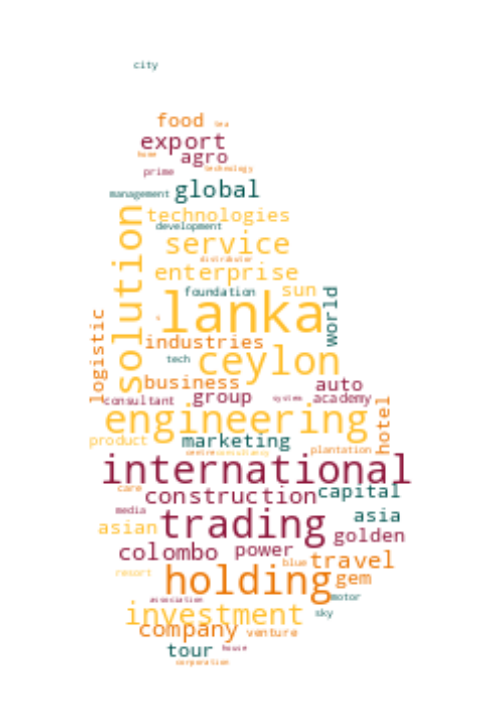 city
food tea
export
home agro
prime technology
management global
solution technologies
development
service
distributor
enterprise
foundation sun
lanka world
logistic industries
tech ceylon
business auto
consultant group system academy
engineering hotel
product marketing
centre consultancy plantation
international
care construction capital
media trading asia
asian golden
colombo power
blue travel
resort holding gem
association motor
investment sky
company venture
tour house
corporation